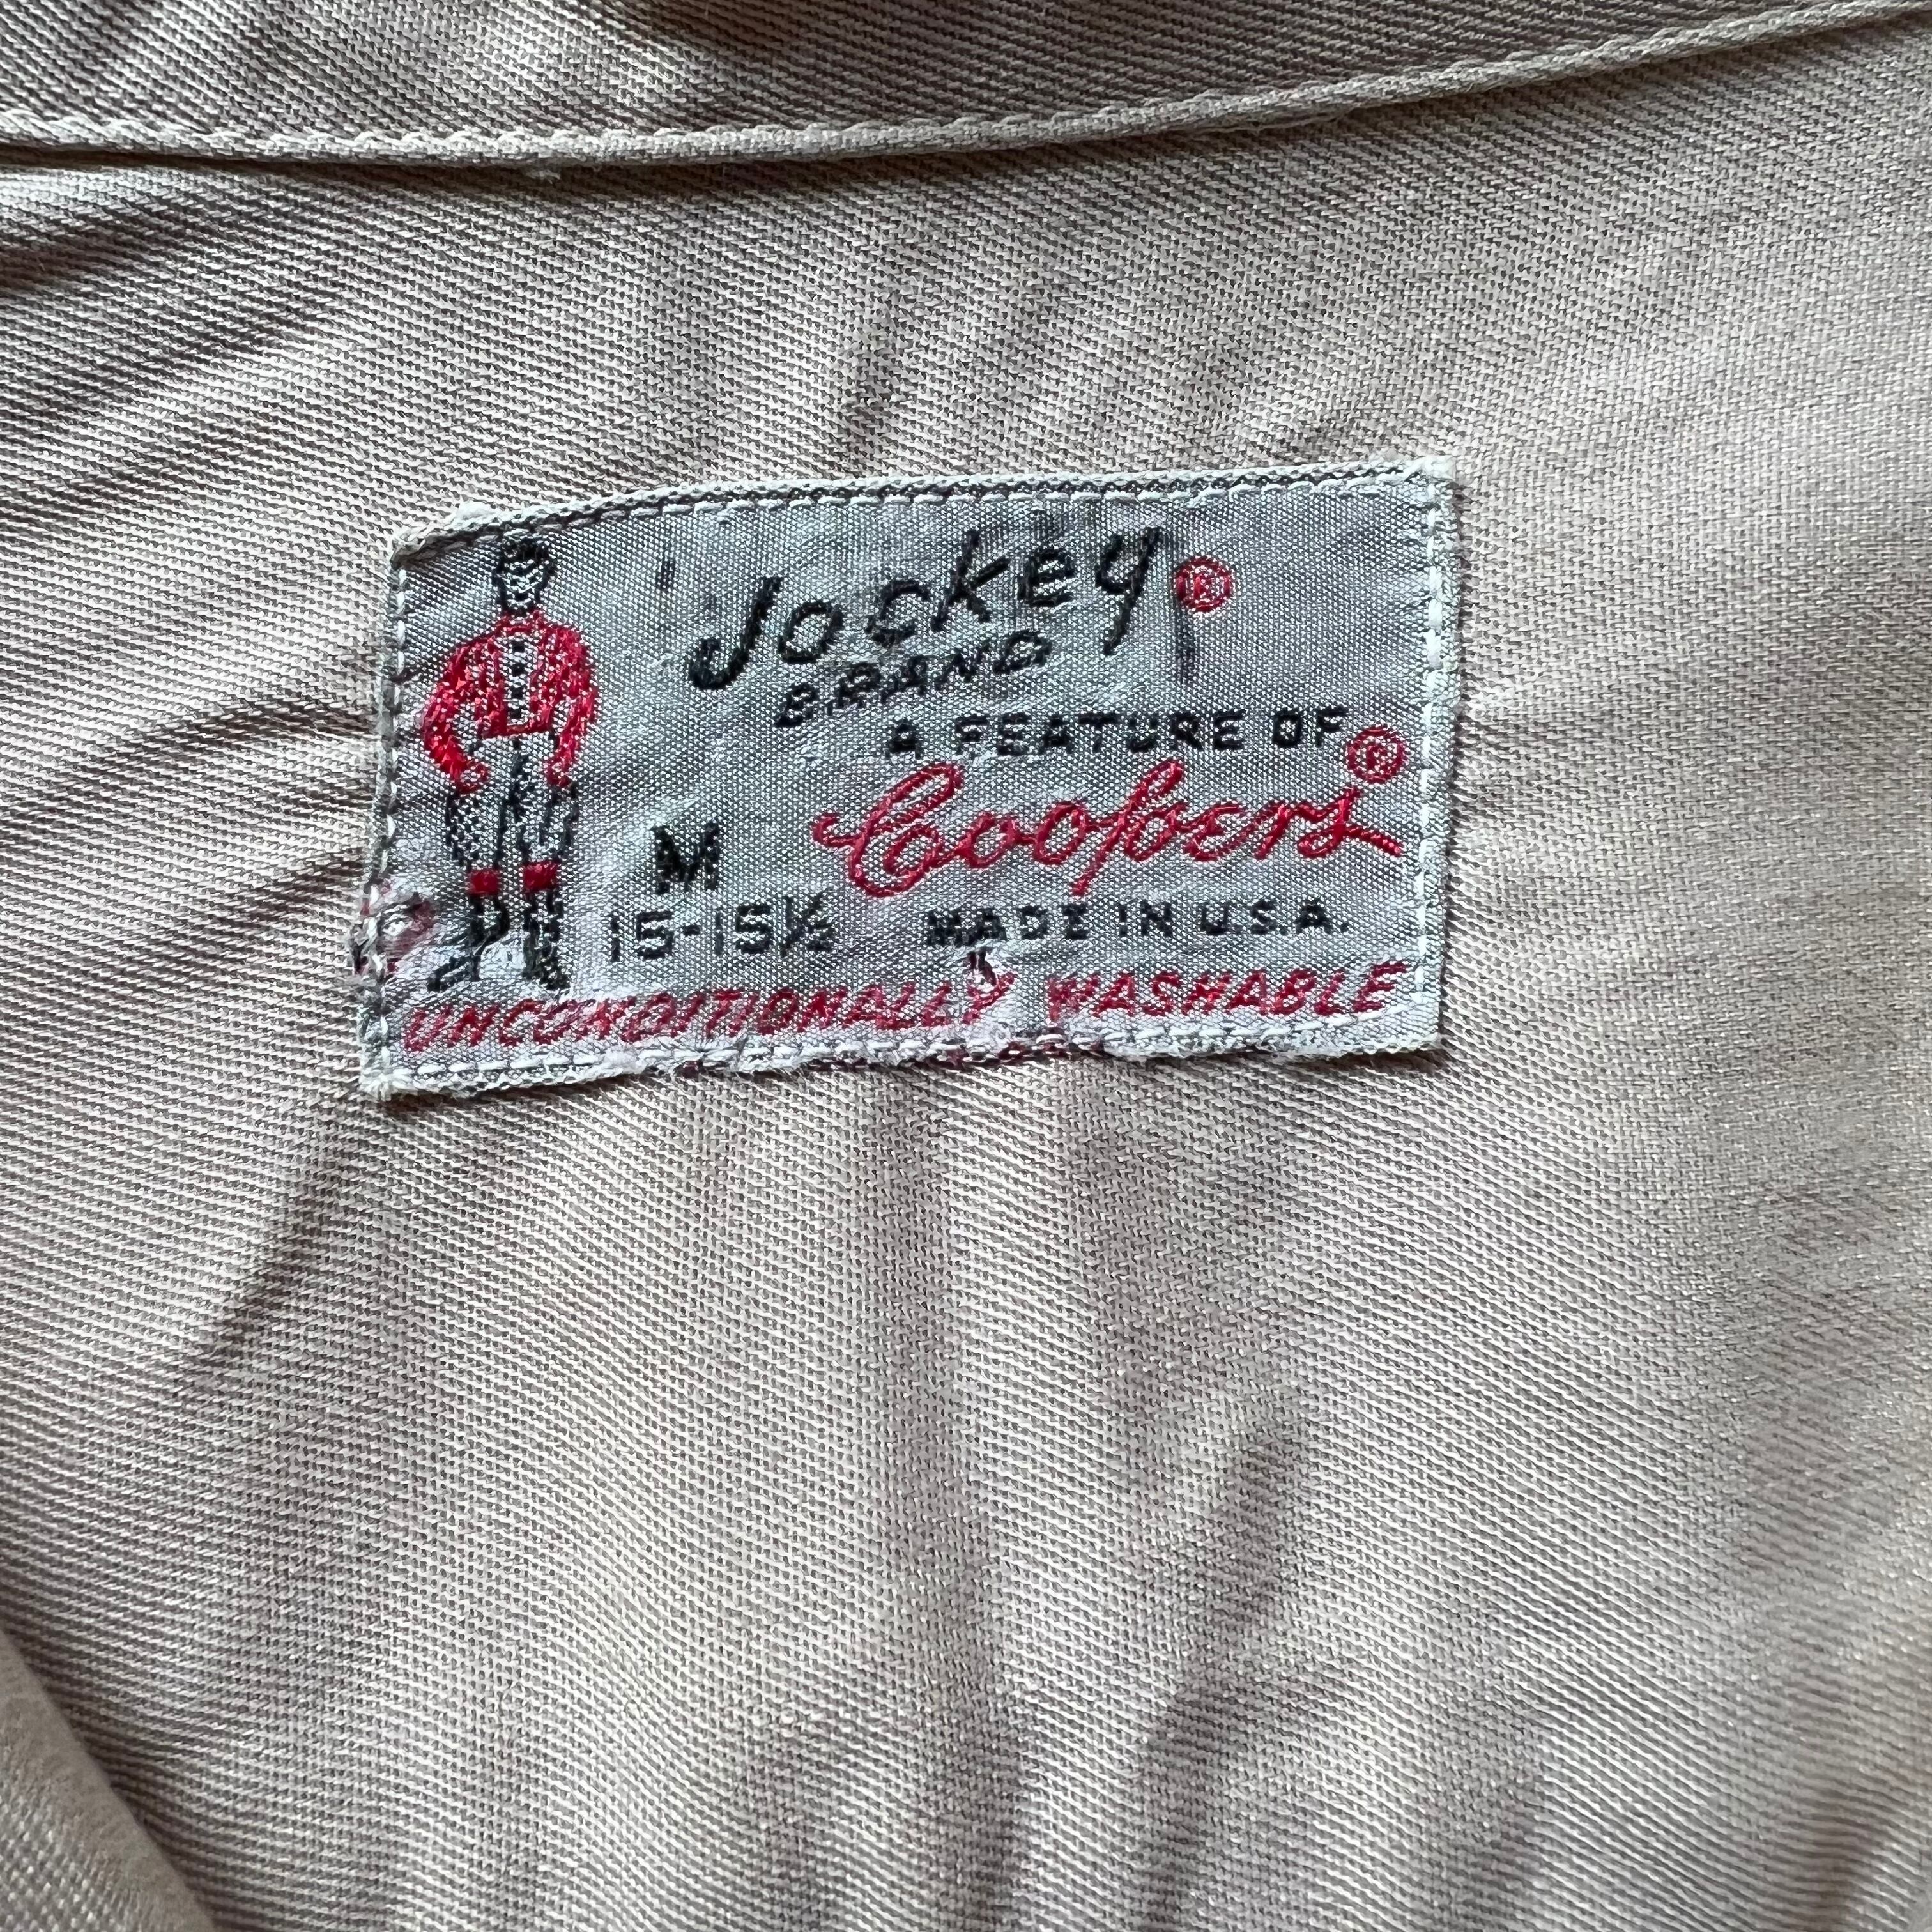 Jockey®
BRAND
A FEATURE OF
Coopers®
M
15-15½
MADE IN U.S.A.
UNCONDITIONALLY WASHABLE